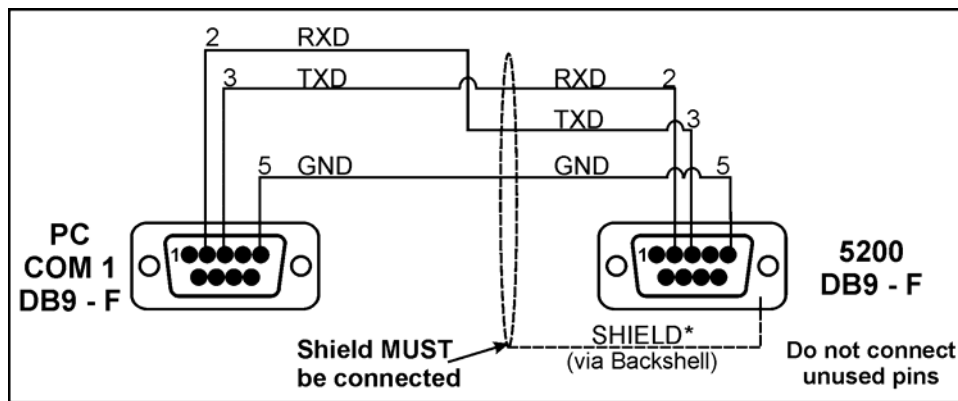 2 RXD
3 TXD RXD 2
TXD 3
5 GND GND 5
1
1
PC
COM 1
DB9 - F
5200
DB9 - F
Shield MUST
be connected
SHIELD*
(via Backshell)
Do not connect
unused pins